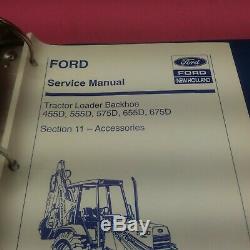 FORD
Service Manual
Ford
FORD
NEW HOLLAND
Tractor Loader Backhoe
455D, 555D, 575D, 655D, 675D
Section 11 – Accessories